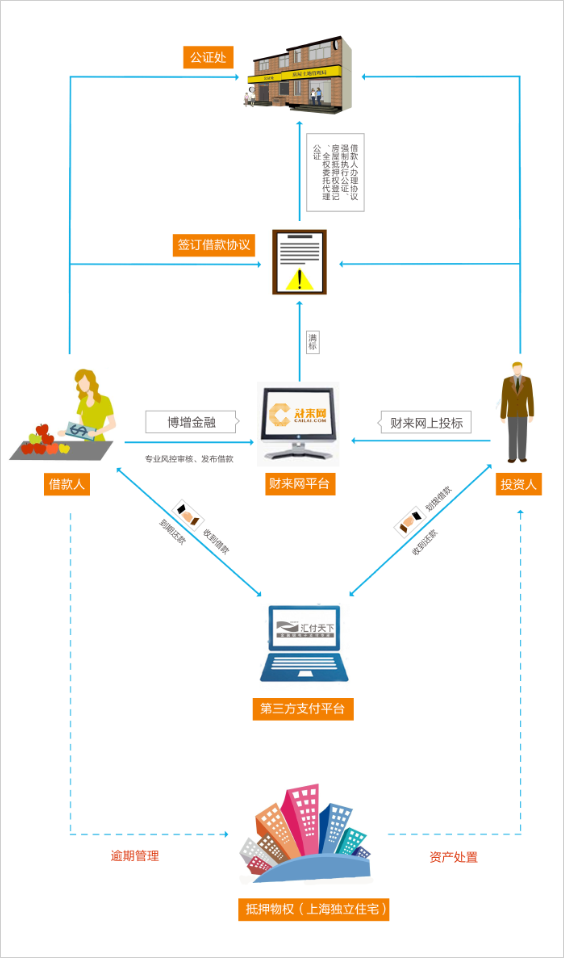 公证处
借款人办理协议
强制执行公证、
房屋抵押权登记
、全权委托代理
公证
签订借款协议
满标
博增金融
财来网
CAILAI.COM
财来网上投标
专业风控审核、发布借款
借款人
财来网平台
投资人
收到借款
到期还款
划拨借款
收到还款
汇付天下
第三方支付平台
逾期管理
资产处置
抵押物权（上海独立住宅）